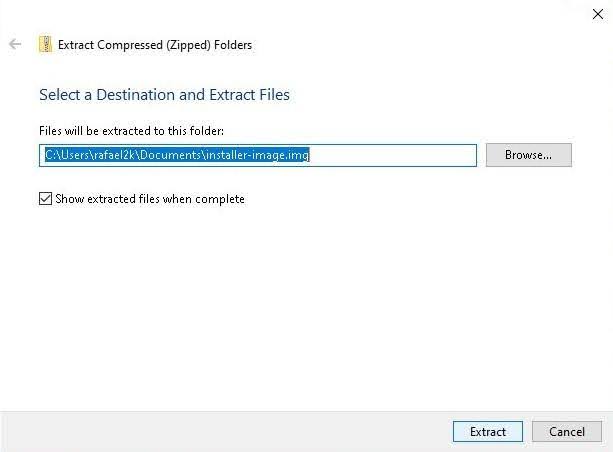 Extract Compressed (Zipped) Folders
Select a Destination and Extract Files
Files will be extracted to this folder:
C:\Users\rafael2k\Documents\installer-image.img
Browse...
Show extracted files when complete
Extract
Cancel